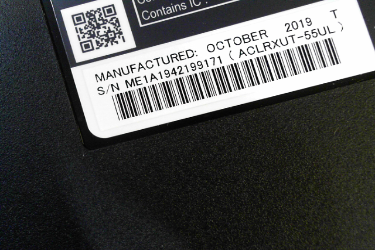 Contains IC
MANUFACTURED: OCTOBER 2019 T
S/N ME1A1942199171 ( ACLRXUT-55UL )